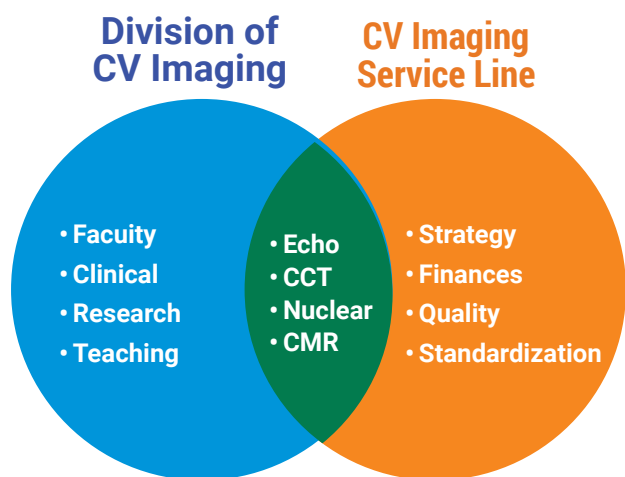 Division of
CV Imaging
CV Imaging
Service Line
• Facuity
• Clinical
• Research
• Teaching
• Echo
• CCT
• Nuclear
• CMR
• Strategy
• Finances
• Quality
• Standardization